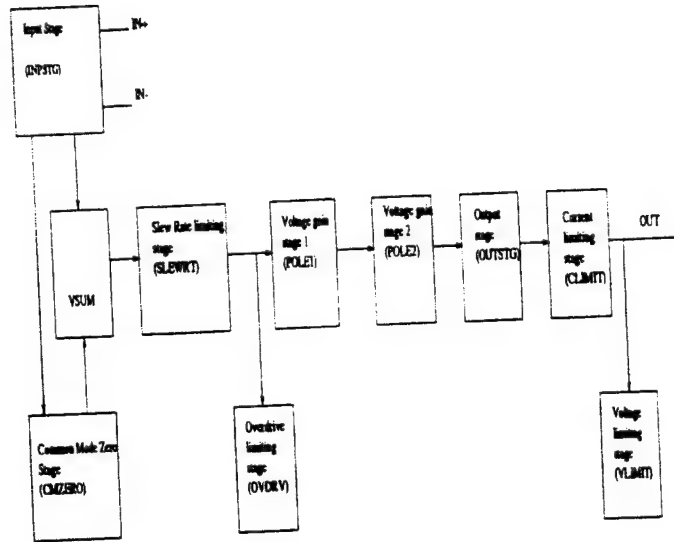 Input Stage
(INPSTG)
IN+
IN-
VSUM
Slew Rate limiting
stage
(SLEWRT)
Voltage gain
stage 1
(POLE1)
Voltage gain
stage 2
(POLE2)
Output
stage
(OUTSTG)
Current
limiting
stage
(CLIMIT)
OUT
Common Mode Zero
Stage
(CMZERO)
Overdrive
limiting
stage
(OVDRV)
Voltage
limiting
stage
(VLIMIT)